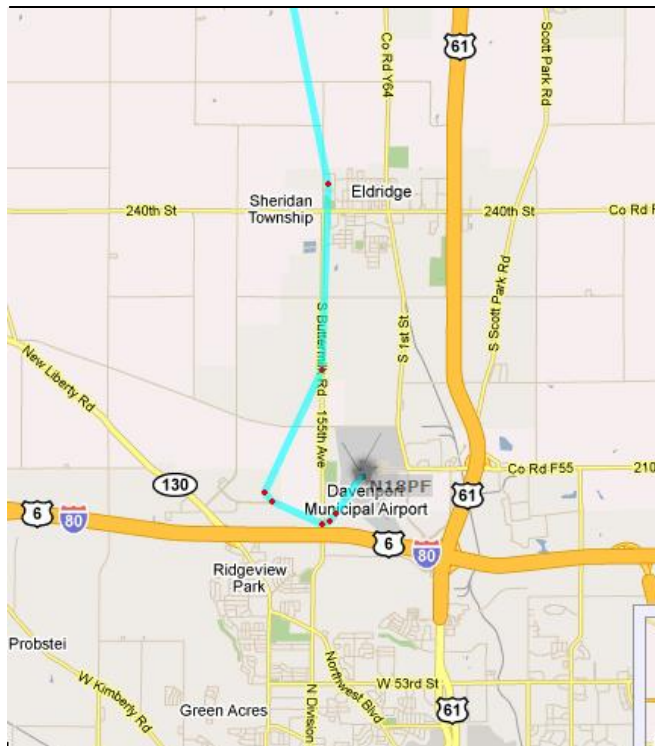 61
Co Rd Y64
Scott Park Rd
Eldridge
Sheridan
Township
240th St
240th St
Co Rd F
S Scott Park Rd
S Buttermilk Rd
S 1st St
New Liberty Rd
155th Ave
130
Co Rd F55
210
N18PF
Davenport
Municipal Airport
61
6
80
6
80
Ridgeview
Park
Probstei
W Kimberly Rd
Northwest Blvd
W 53rd St
N Division
Green Acres
61